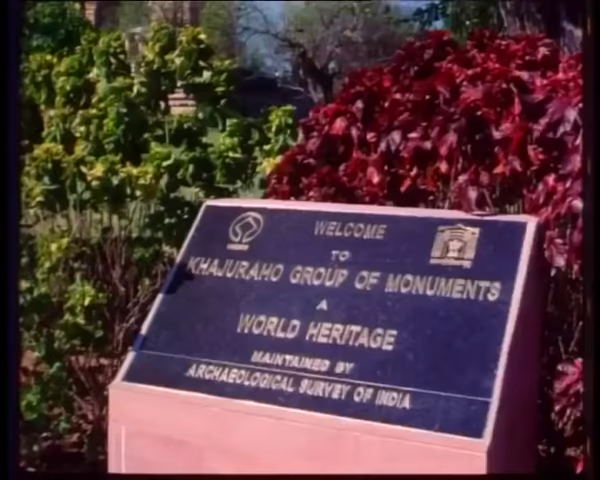 WELCOME
TO
KHAJURAHO GROUP OF MONUMENTS
A
WORLD HERITAGE
MAINTAINED BY
ARCHAEOLOGICAL SURVEY OF INDIA